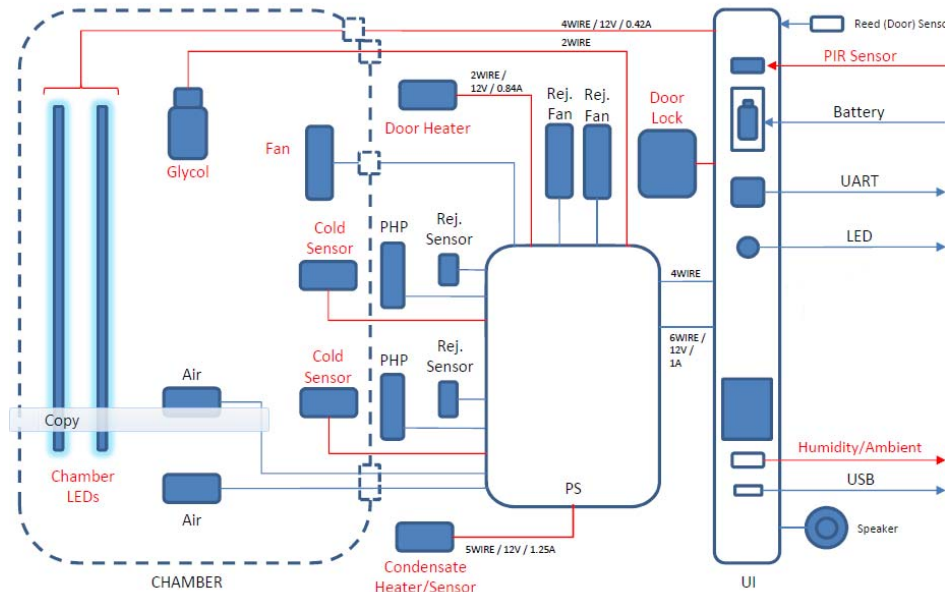 4WIRE / 12V / 0.42A
2WIRE
Reed (Door) Senso
PIR Sensor
2WIRE /
12V / 0.84A
Rej.
Fan
Rej.
Fan
Door
Lock
Battery
Door Heater
Fan
Glycol
UART
LED
Cold
Sensor
PHP
Rej.
Sensor
4WIRE
6WIRE /
12V /
1A
Cold
Sensor
PHP
Rej.
Sensor
Air
Copy
Chamber
LEDs
Air
PS
Humidity/Ambient
USB
Speaker
5WIRE / 12V / 1.25A
Condensate
Heater/Sensor
CHAMBER
UI